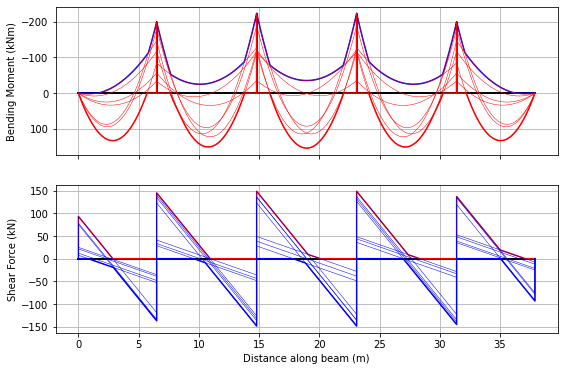 −200
−100
0
100
Bending Moment (kNm)
150
100
50
0
−50
−100
−150
Shear Force (kN)
0 5 10 15 20 25 30 35
Distance along beam (m)